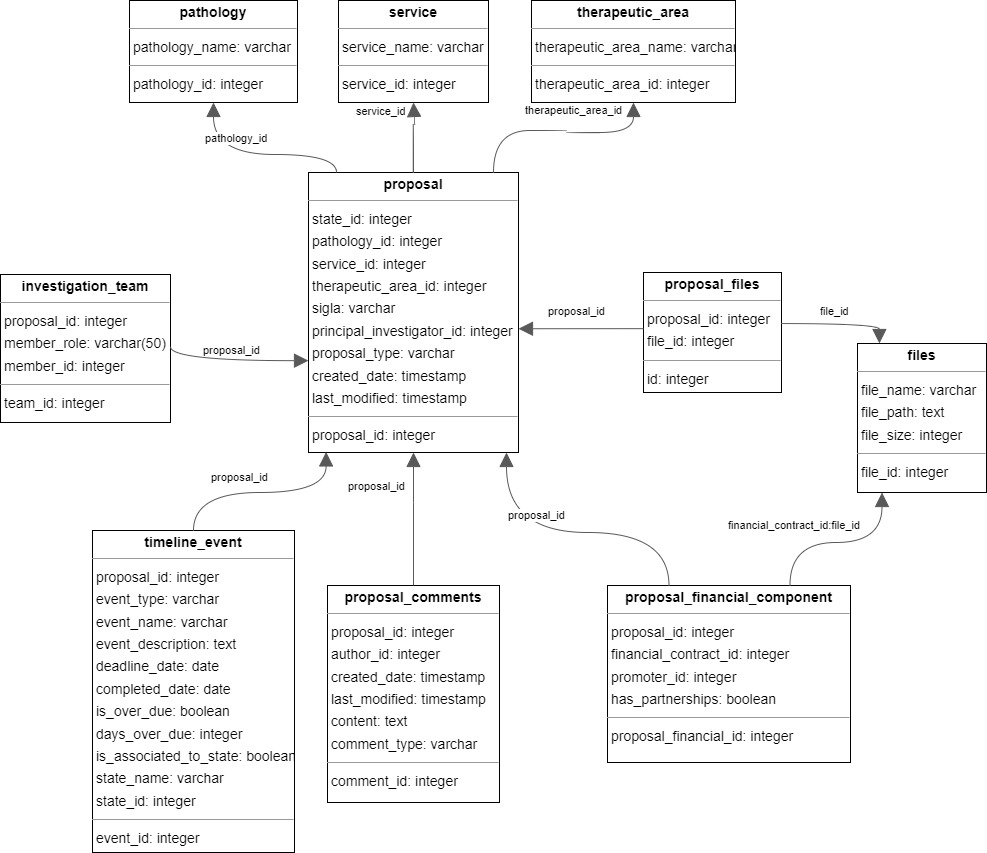 pathology
pathology_name: varchar
pathology_id: integer
service
service_name: varchar
service_id: integer
therapeutic_area
therapeutic_area_name: varchar
therapeutic_area_id: integer
pathology_id
service_id
therapeutic_area_id
proposal
state_id: integer
pathology_id: integer
service_id: integer
therapeutic_area_id: integer
sigla: varchar
principal_investigator_id: integer
proposal_type: varchar
created_date: timestamp
last_modified: timestamp
proposal_id: integer
investigation_team
proposal_id: integer
member_role: varchar(50)
member_id: integer
team_id: integer
proposal_id
proposal_files
proposal_id: integer
file_id: integer
id: integer
proposal_id
file_id
files
file_name: varchar
file_path: text
file_size: integer
file_id: integer
proposal_id
proposal_id
proposal_id
financial_contract_id:file_id
timeline_event
proposal_id: integer
event_type: varchar
event_name: varchar
event_description: text
deadline_date: date
completed_date: date
is_over_due: boolean
days_over_due: integer
is_associated_to_state: boolean
state_name: varchar
state_id: integer
event_id: integer
proposal_comments
proposal_id: integer
author_id: integer
created_date: timestamp
last_modified: timestamp
content: text
comment_type: varchar
comment_id: integer
proposal_financial_component
proposal_id: integer
financial_contract_id: integer
promoter_id: integer
has_partnerships: boolean
proposal_financial_id: integer